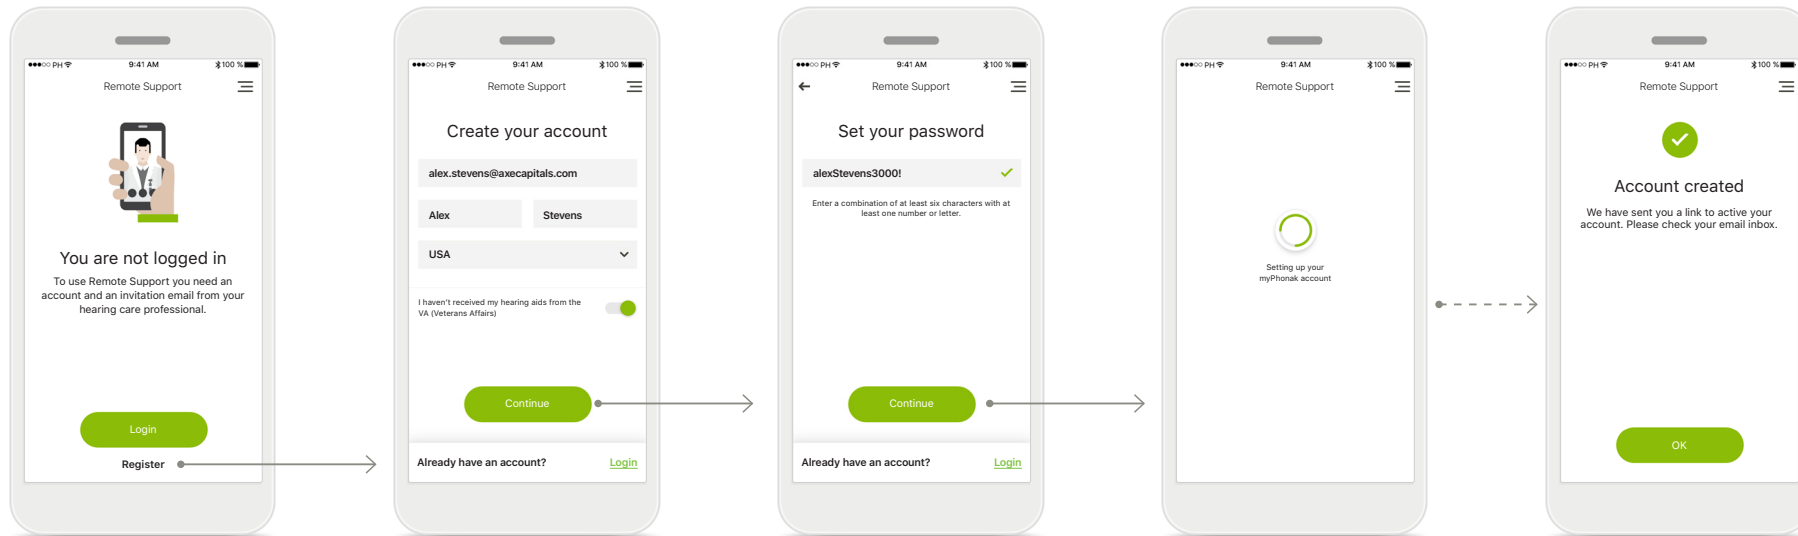 PH 9:41 AM 100 %
Remote Support
You are not logged in
To use Remote Support you need an
account and an invitation email from your
hearing care professional.
Login
Register
PH 9:41 AM 100 %
Remote Support
Create your account
alex.stevens@axecapitals.com
Alex Stevens
USA
I haven't received my hearing aids from the
VA (Veterans Affairs)
Continue
Already have an account? Login
PH 9:41 AM 100 %
Remote Support
Set your password
alexStevens3000!
Enter a combination of at least six characters with at
least one number or letter.
Continue
Already have an account? Login
PH 9:41 AM 100 %
Remote Support
Setting up your
myPhonak account
PH 9:41 AM 100 %
Remote Support
Account created
We have sent you a link to active your
account. Please check your email inbox.
OK